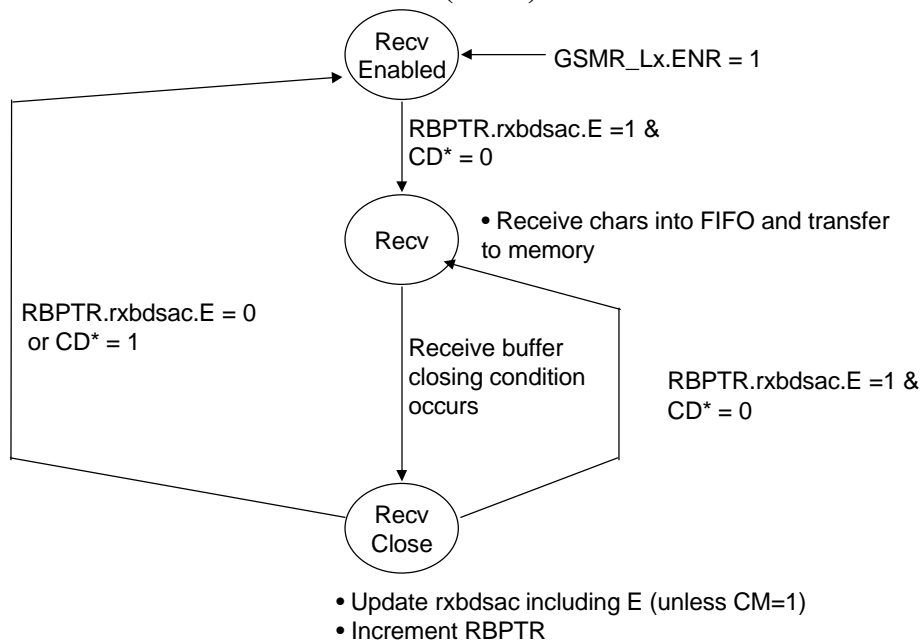 Recv
Enabled
GSMR_Lx.ENR = 1
RBPTR.rxbdsac.E =1 &
CD* = 0
Recv
• Receive chars into FIFO and transfer
to memory
RBPTR.rxbdsac.E = 0
or CD* = 1
Receive buffer
closing condition
occurs
RBPTR.rxbdsac.E =1 &
CD* = 0
Recv
Close
• Update rxbdsac including E (unless CM=1)
• Increment RBPTR